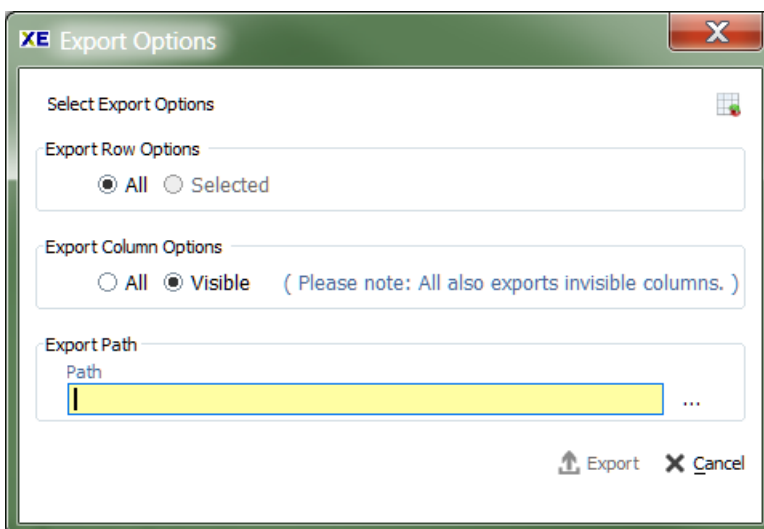 XE Export Options
X
Select Export Options
Export Row Options
All Selected
Export Column Options
All Visible ( Please note: All also exports invisible columns. )
Export Path
Path
...
Export Cancel